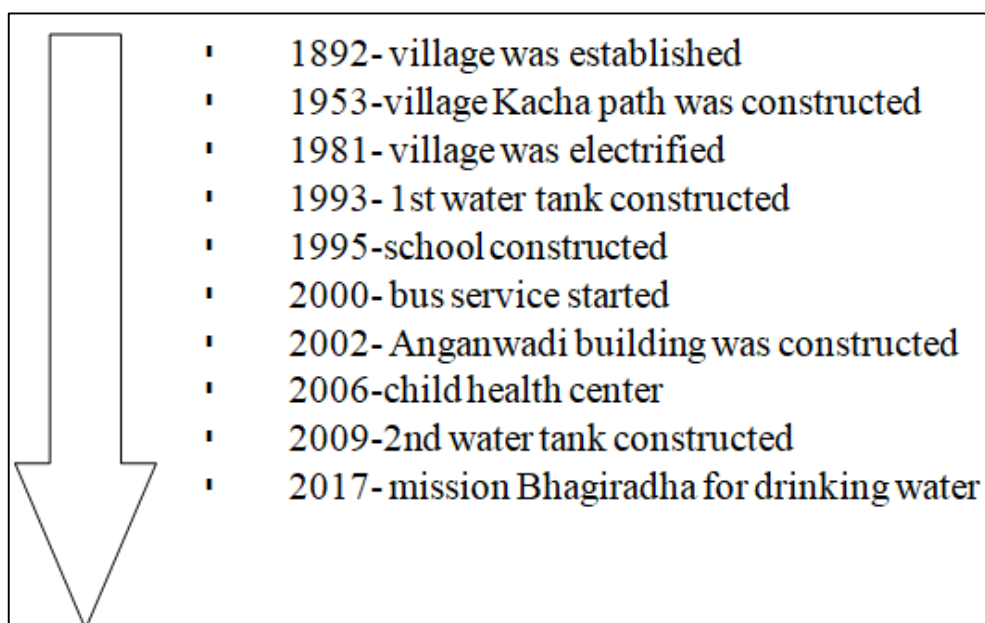 1892- village was established
1953-village Kacha path was constructed
1981- village was electrified
1993- 1st water tank constructed
1995-school constructed
2000- bus service started
2002- Anganwadi building was constructed
2006-child health center
2009-2nd water tank constructed
2017- mission Bhagiradha for drinking water